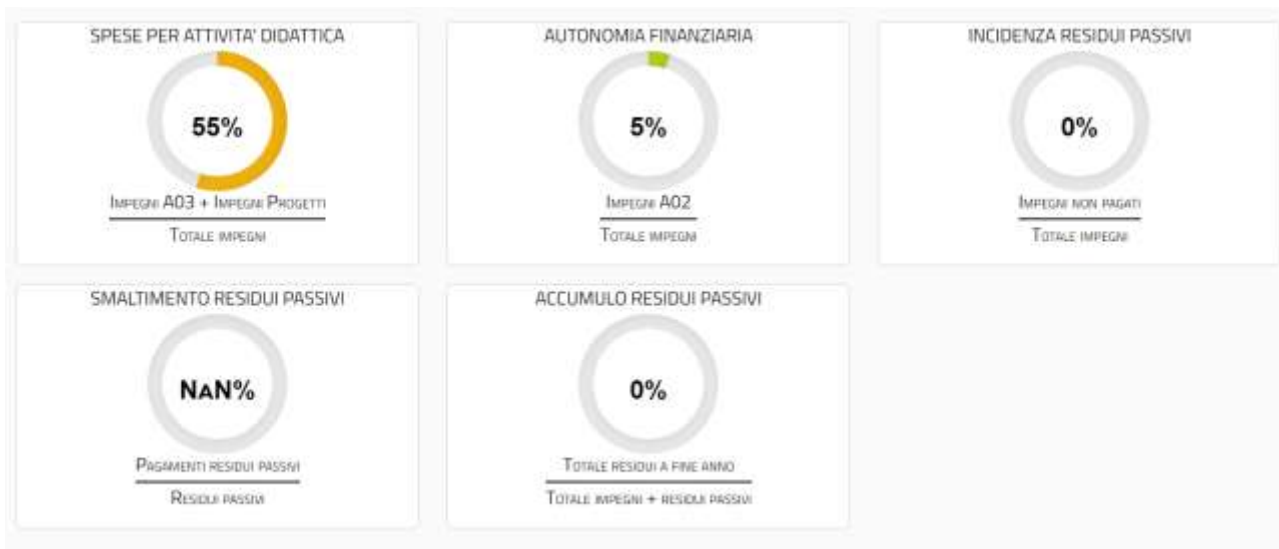 SPESE PER ATTIVITA' DIDATTICA
55%
IMPEGNI A03 + IMPEGNI PROGETTI
TOTALE IMPEGNI
AUTONOMIA FINANZIARIA
5%
IMPEGNI A02
TOTALE IMPEGNI
INCIDENZA RESIDUI PASSIVI
0%
IMPEGNI NON PAGATI
TOTALE IMPEGNI
SMALTIMENTO RESIDUI PASSIVI
NAN%
PAGAMENTI RESIDUI PASSIVI
RESIDUI PASSIVI
ACCUMULO RESIDUI PASSIVI
0%
TOTALE RESIDUI A FINE ANNO
TOTALE IMPEGNI + RESIDUI PASSIVI